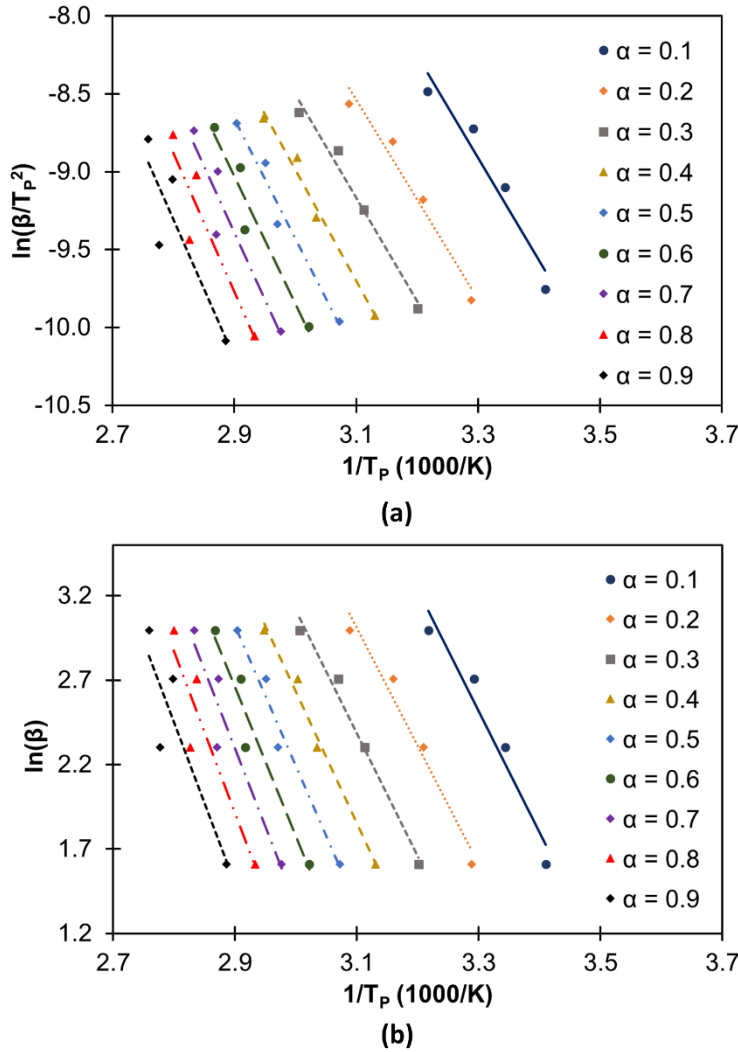 -8.0
-8.5
-9.0
-9.5
-10.0
-10.5
ln(β/T_P²)
2.7 2.9 3.1 3.3 3.5 3.7
1/T_P (1000/K)
α = 0.1
α = 0.2
α = 0.3
α = 0.4
α = 0.5
α = 0.6
α = 0.7
α = 0.8
α = 0.9
(a)
3.2
2.7
2.2
1.7
1.2
ln(β)
2.7 2.9 3.1 3.3 3.5 3.7
1/T_P (1000/K)
α = 0.1
α = 0.2
α = 0.3
α = 0.4
α = 0.5
α = 0.6
α = 0.7
α = 0.8
α = 0.9
(b)